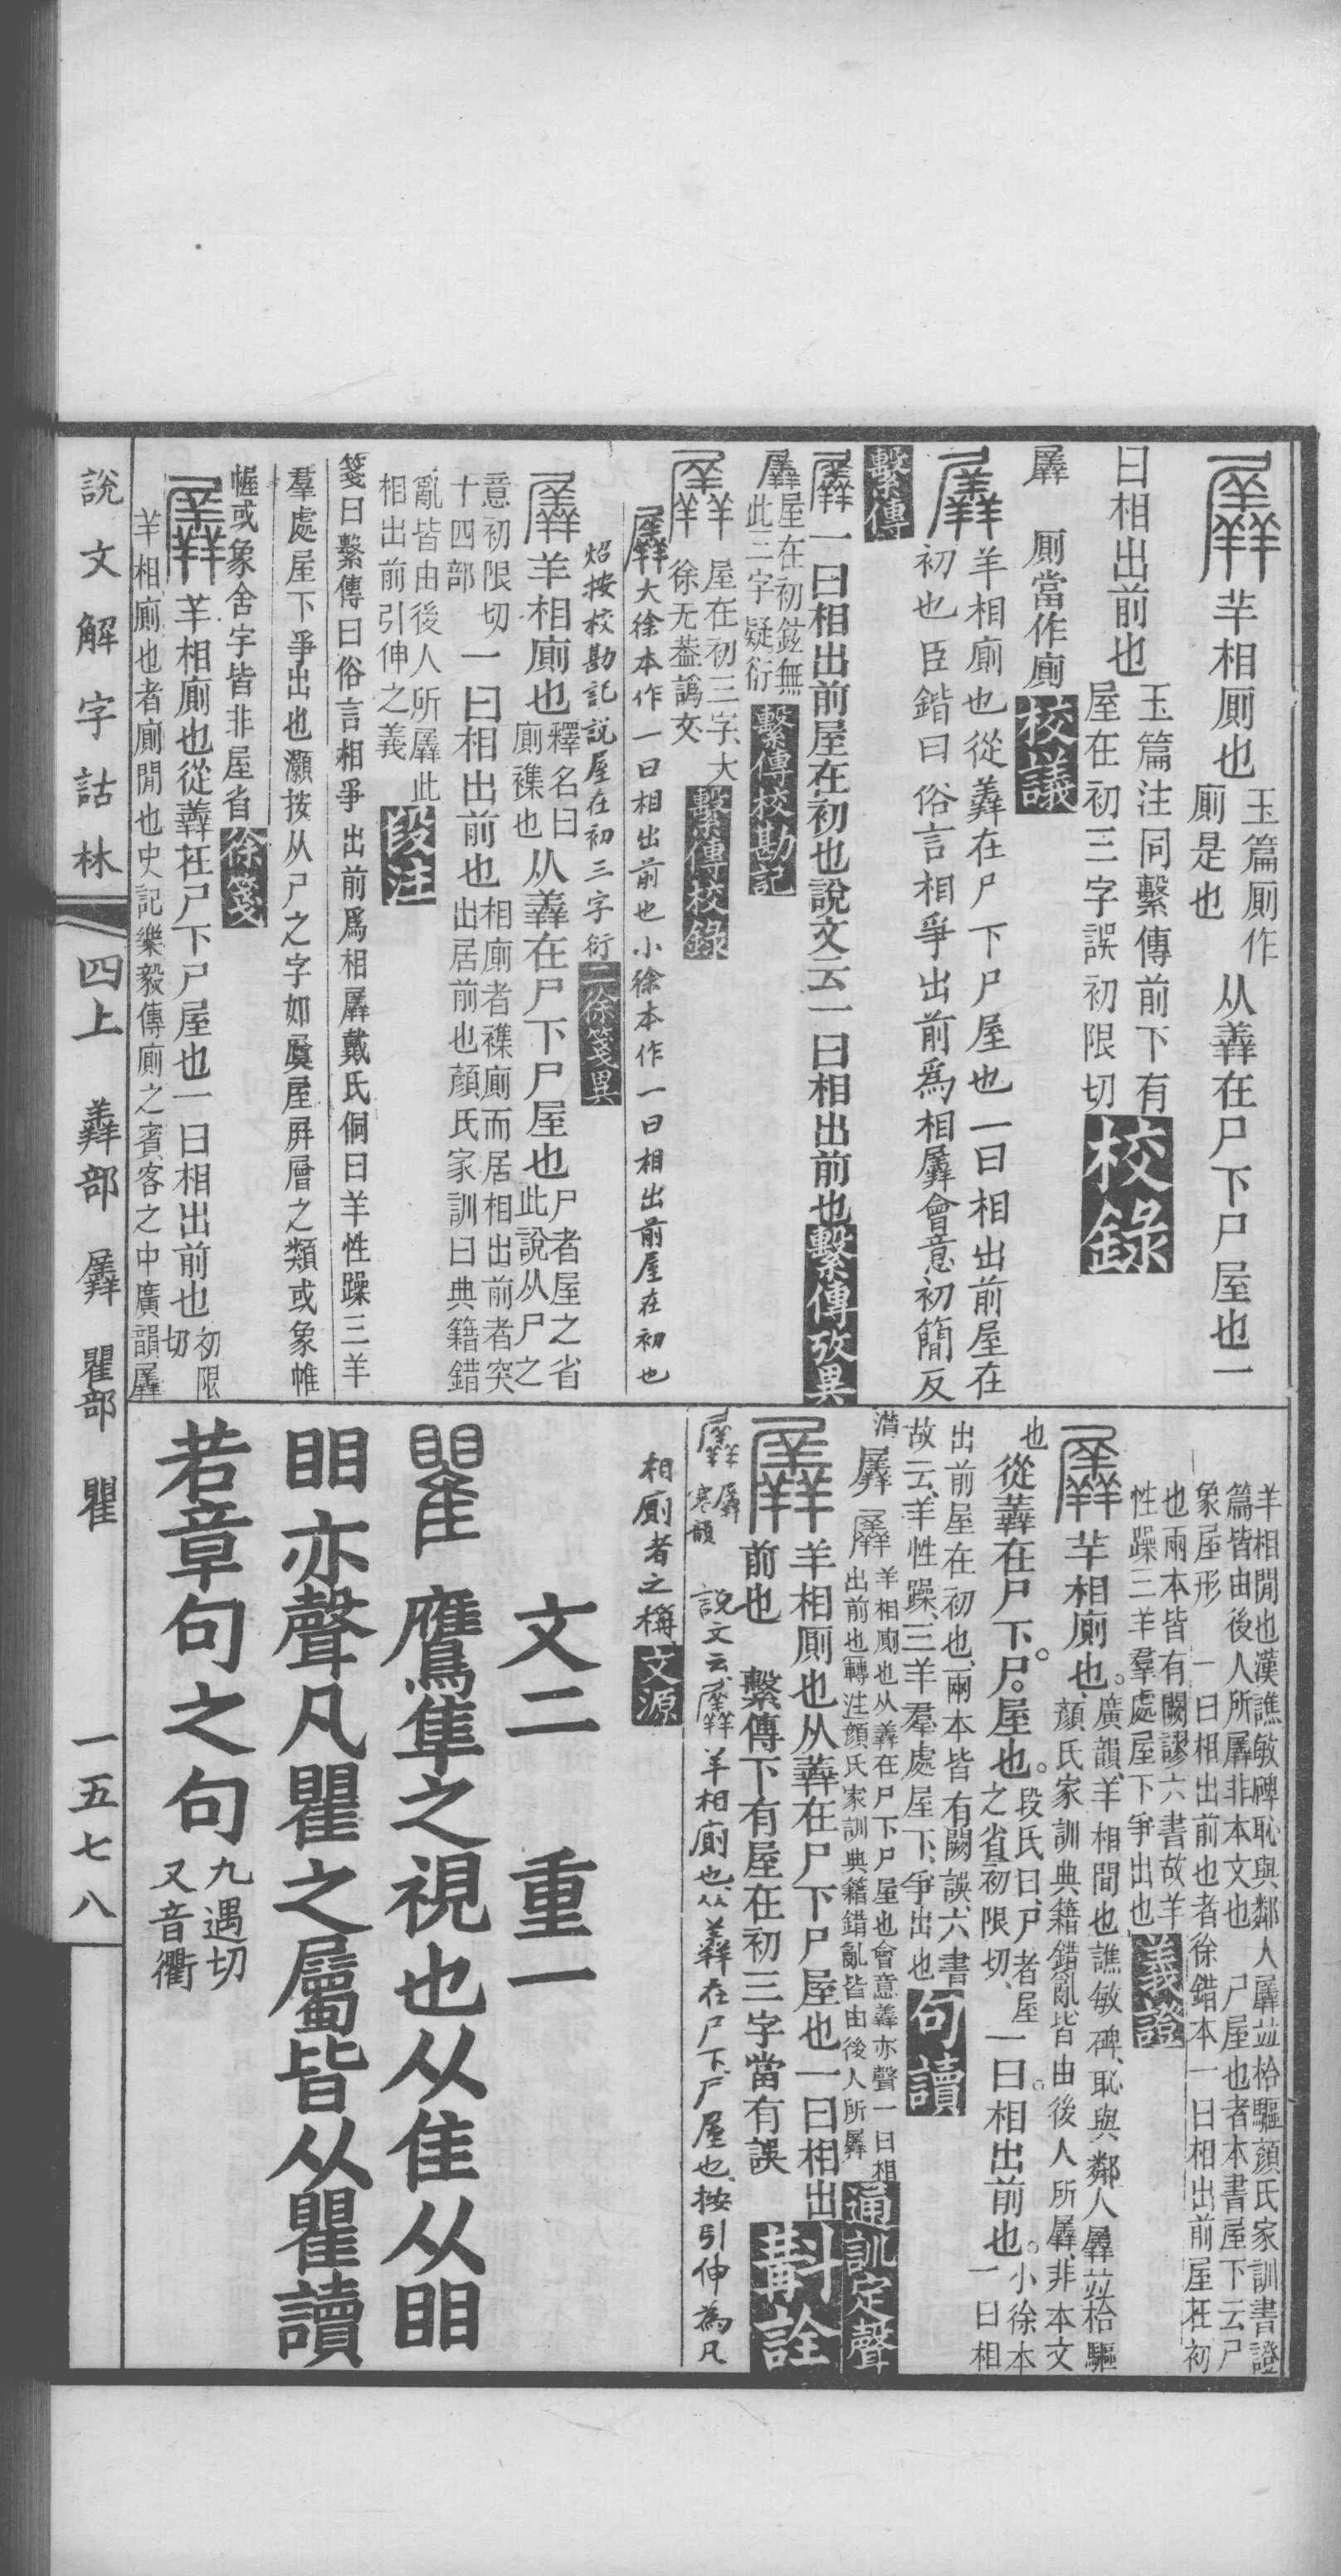 羼 羋相厠也玉篇厠作廁是也从羴在尸下尸屋也一
曰相出前也玉篇注同繫傳前下有屋在初三字誤初限切校錄
羼 厠當作廁校議
羼 羊相廁也從羴在尸下尸屋也一曰相出前屋在
初也臣鍇曰俗言相爭出前爲相羼會意初簡反
繫傳
羼一曰相出前屋在初也說文云一曰相出前也繫傳攷異
羼屋在初鉉無此三字疑衍繫傳校勘記
羼 屋在初三字大徐无葢譌文繫傳校錄
羼大徐本作一曰相出前也小徐本作一曰相出前屋在初也
炤按校勘記說屋在初三字衍二徐箋異
羼羊相廁也釋名曰廁襍也从羴在尸下尸屋也尸者屋之省此說从尸之
意初限切十四部一曰相出前也相廁者襍廁而居相出前者突出居前也顏氏家訓曰典籍錯
亂皆由後人所羼此相出前引伸之義段注
箋曰繫傳曰俗言相爭出前爲相羼戴氏侗曰羊性躁三羊
羣處屋下爭出也灝按从尸之字如屚屋屛層之類或象帷
幄或象舍宇皆非屋省徐箋
羼 羊相廁也從羴在尸下尸屋也一曰相出前也初限切
羊相廁也者廁閒也史記樂毅傳廁之賓客之中廣韻羼
羊相閒也漢譙敏碑恥與鄰人羼竝枱驅顏氏家訓書證
篇皆由後人所羼非本文也 尸屋也者本書屋下云尸
象屋形 一曰相出前也者徐鍇本一曰相出前屋在初
也兩本皆有闕謬六書故羊
性躁三羊羣處屋下爭出也義證
羼 羊相廁也廣韻羊相間也譙敏碑恥與鄰人羼竝枱驅
顏氏家訓典籍錯亂皆由後人所羼非本文
也從羴在尸下尸屋也段氏曰尸者屋之省初限切一曰相出前也小徐本一曰相
出前屋在初也兩本皆有闕誤六書
故云羊性躁三羊羣處屋下爭出也句讀
潸羼羼羊相廁也从羴在尸下尸屋也會意羴亦聲一曰相出前也轉注顏氏家訓典籍錯亂皆由後人所羼通訓定聲
羼 羊相厠也从羴在尸下尸屋也一曰相出
前也 繫傳下有屋在初三字當有誤斠詮
羼羼寒韻 說文云羼羊相廁也从羴在尸下尸屋也按引伸為凡
相廁者之稱文源
文二 重一
瞿 鷹隼之視也从隹从䀠
䀠亦聲凡瞿之屬皆从瞿讀
若章句之句九遇切又音衢
說文解字詁林 四上 羴部 羼 瞿部 瞿 一五七八